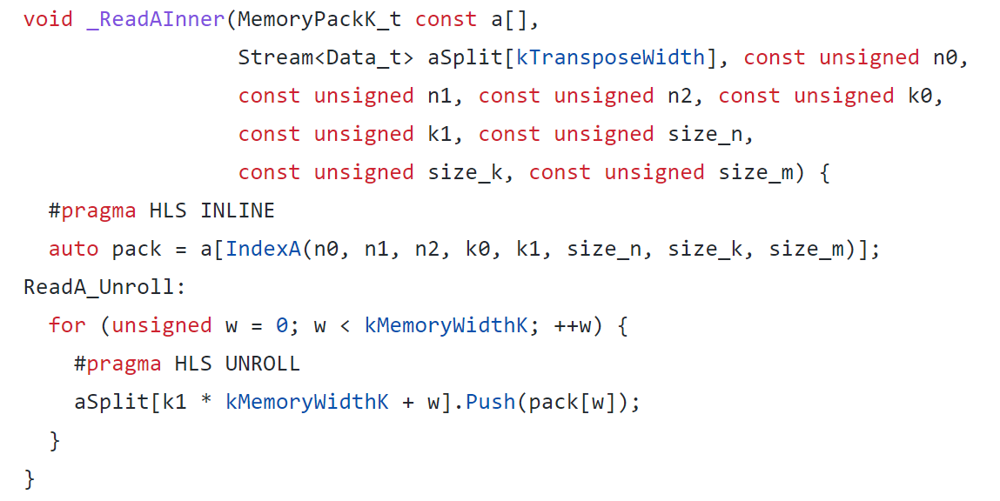 void _ReadAInner(MemoryPackK_t const a[],
                 Stream<Data_t> aSplit[kTransposeWidth], const unsigned n0,
                 const unsigned n1, const unsigned n2, const unsigned k0,
                 const unsigned k1, const unsigned size_n,
                 const unsigned size_k, const unsigned size_m) {
  #pragma HLS INLINE
  auto pack = a[IndexA(n0, n1, n2, k0, k1, size_n, size_k, size_m)];
ReadA_Unroll:
  for (unsigned w = 0; w < kMemoryWidthK; ++w) {
    #pragma HLS UNROLL
    aSplit[k1 * kMemoryWidthK + w].Push(pack[w]);
  }
}